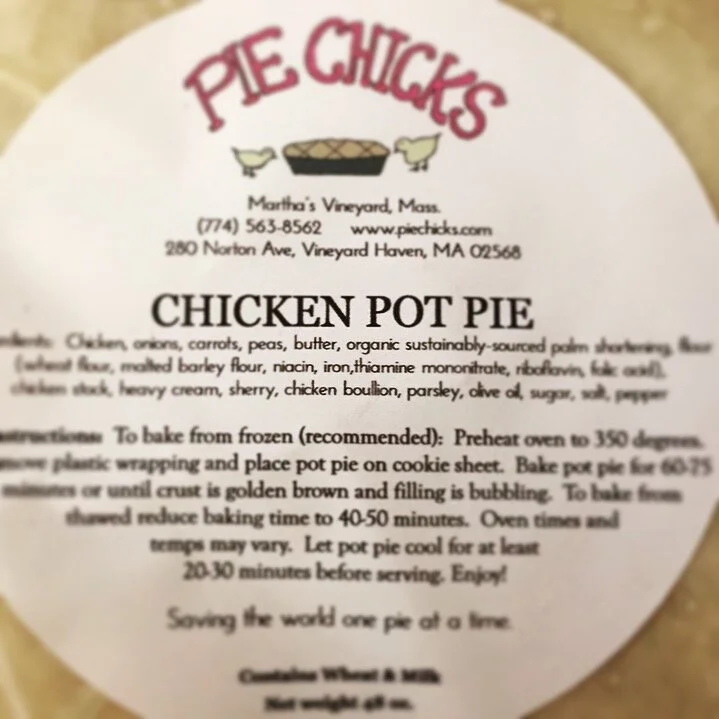 PIE CHICKS
Martha's Vineyard, Mass.
(774) 563-8562 www.piechicks.com
280 Norton Ave, Vineyard Haven, MA 02568
CHICKEN POT PIE
Chicken, onions, carrots, peas, butter, organic sustainably-sourced palm shortening, flour
(wheat flour, malted barley flour, niacin, iron,thiamine mononitrate, riboflavin, folic acid),
chicken stock, heavy cream, sherry, chicken boullion, parsley, olive oil, sugar, salt, pepper
To bake from frozen (recommended): Preheat oven to 350 degrees.
plastic wrapping and place pot pie on cookie sheet. Bake pot pie for 60-75
minutes or until crust is golden brown and filling is bubbling. To bake from
thawed reduce baking time to 40-50 minutes. Oven times and
temps may vary. Let pot pie cool for at least
20-30 minutes before serving. Enjoy!
Saving the world one pie at a time.
Contains Wheat & Milk
Net weight 48 oz.